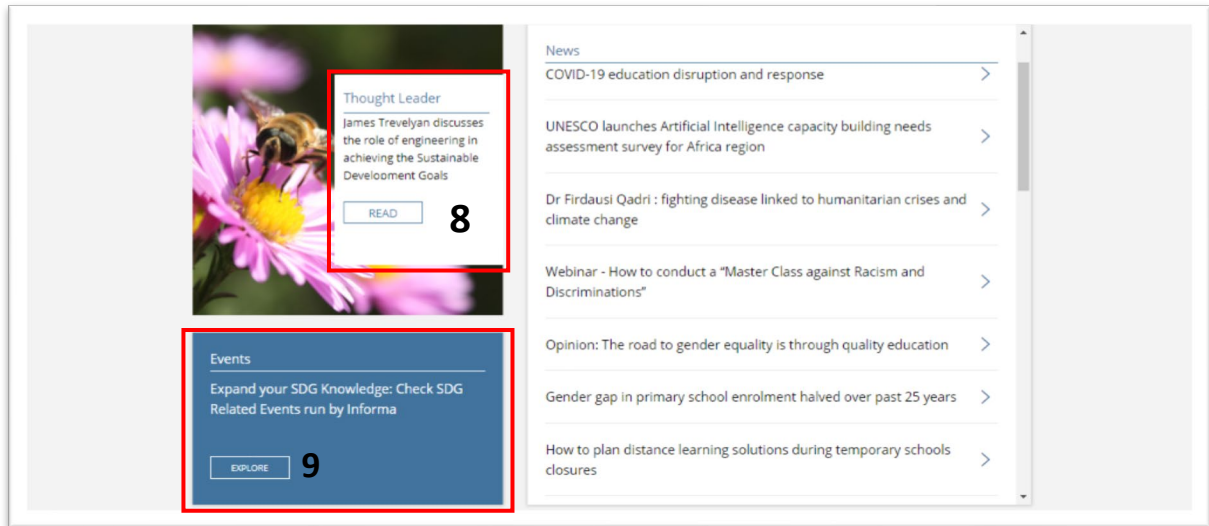 Thought Leader
James Trevelyan discusses
the role of engineering in
achieving the Sustainable
Development Goals
READ
8
Events
Expand your SDG Knowledge: Check SDG
Related Events run by Informa
EXPLORE
9
News
COVID-19 education disruption and response
UNESCO launches Artificial Intelligence capacity building needs
assessment survey for Africa region
Dr Firdausi Qadri : fighting disease linked to humanitarian crises and
climate change
Webinar - How to conduct a “Master Class against Racism and
Discriminations”
Opinion: The road to gender equality is through quality education
Gender gap in primary school enrolment halved over past 25 years
How to plan distance learning solutions during temporary schools
closures